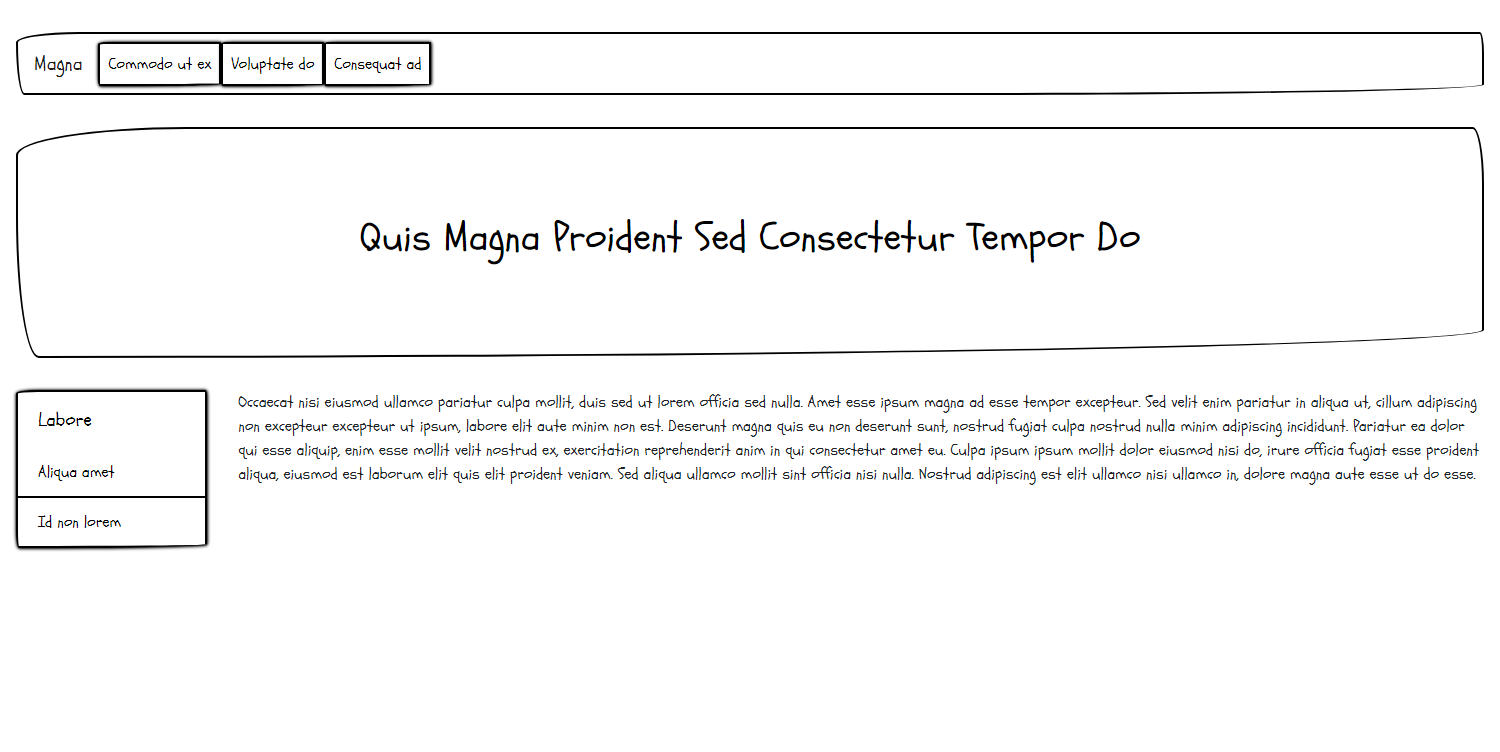 Magna Commodo ut ex Voluptate do Consequat ad
Quis Magna Proident Sed Consectetur Tempor Do
Labore
Aliqua amet
Id non lorem
Occaecat nisi eiusmod ullamco pariatur culpa mollit, duis sed ut lorem officia sed nulla. Amet esse ipsum magna ad esse tempor excepteur. Sed velit enim pariatur in aliqua ut, cillum adipiscing
non excepteur excepteur ut ipsum, labore elit aute minim non est. Deserunt magna quis eu non deserunt sunt, nostrud fugiat culpa nostrud nulla minim adipiscing incididunt. Pariatur ea dolor
qui esse aliquip, enim esse mollit velit nostrud ex, exercitation reprehenderit anim in qui consectetur amet eu. Culpa ipsum ipsum mollit dolor eiusmod nisi do, irure officia fugiat esse proident
aliqua, eiusmod est laborum elit quis elit proident veniam. Sed aliqua ullamco mollit sint officia nisi nulla. Nostrud adipiscing est elit ullamco nisi ullamco in, dolore magna aute esse ut do esse.